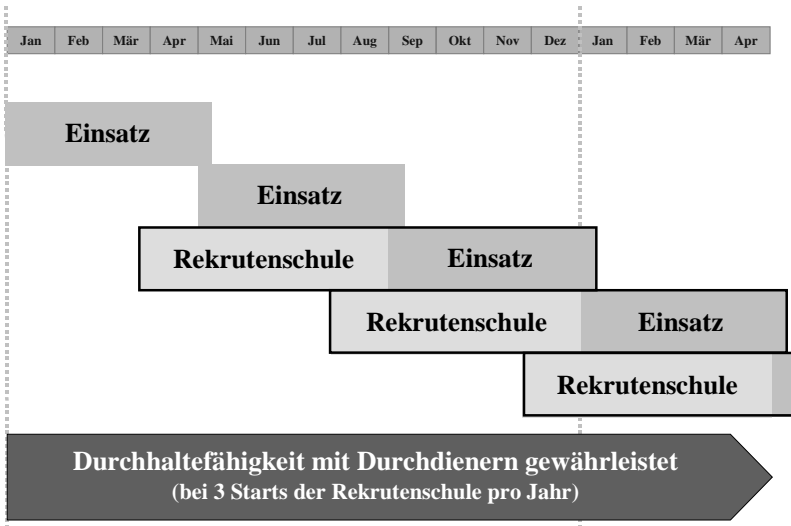 Jan Feb Mär Apr Mai Jun Jul Aug Sep Okt Nov Dez Jan Feb Mär Apr
Einsatz
Einsatz
Rekrutenschule Einsatz
Rekrutenschule Einsatz
Rekrutenschule
Durchhaltefähigkeit mit Durchdienern gewährleistet
(bei 3 Starts der Rekrutenschule pro Jahr)